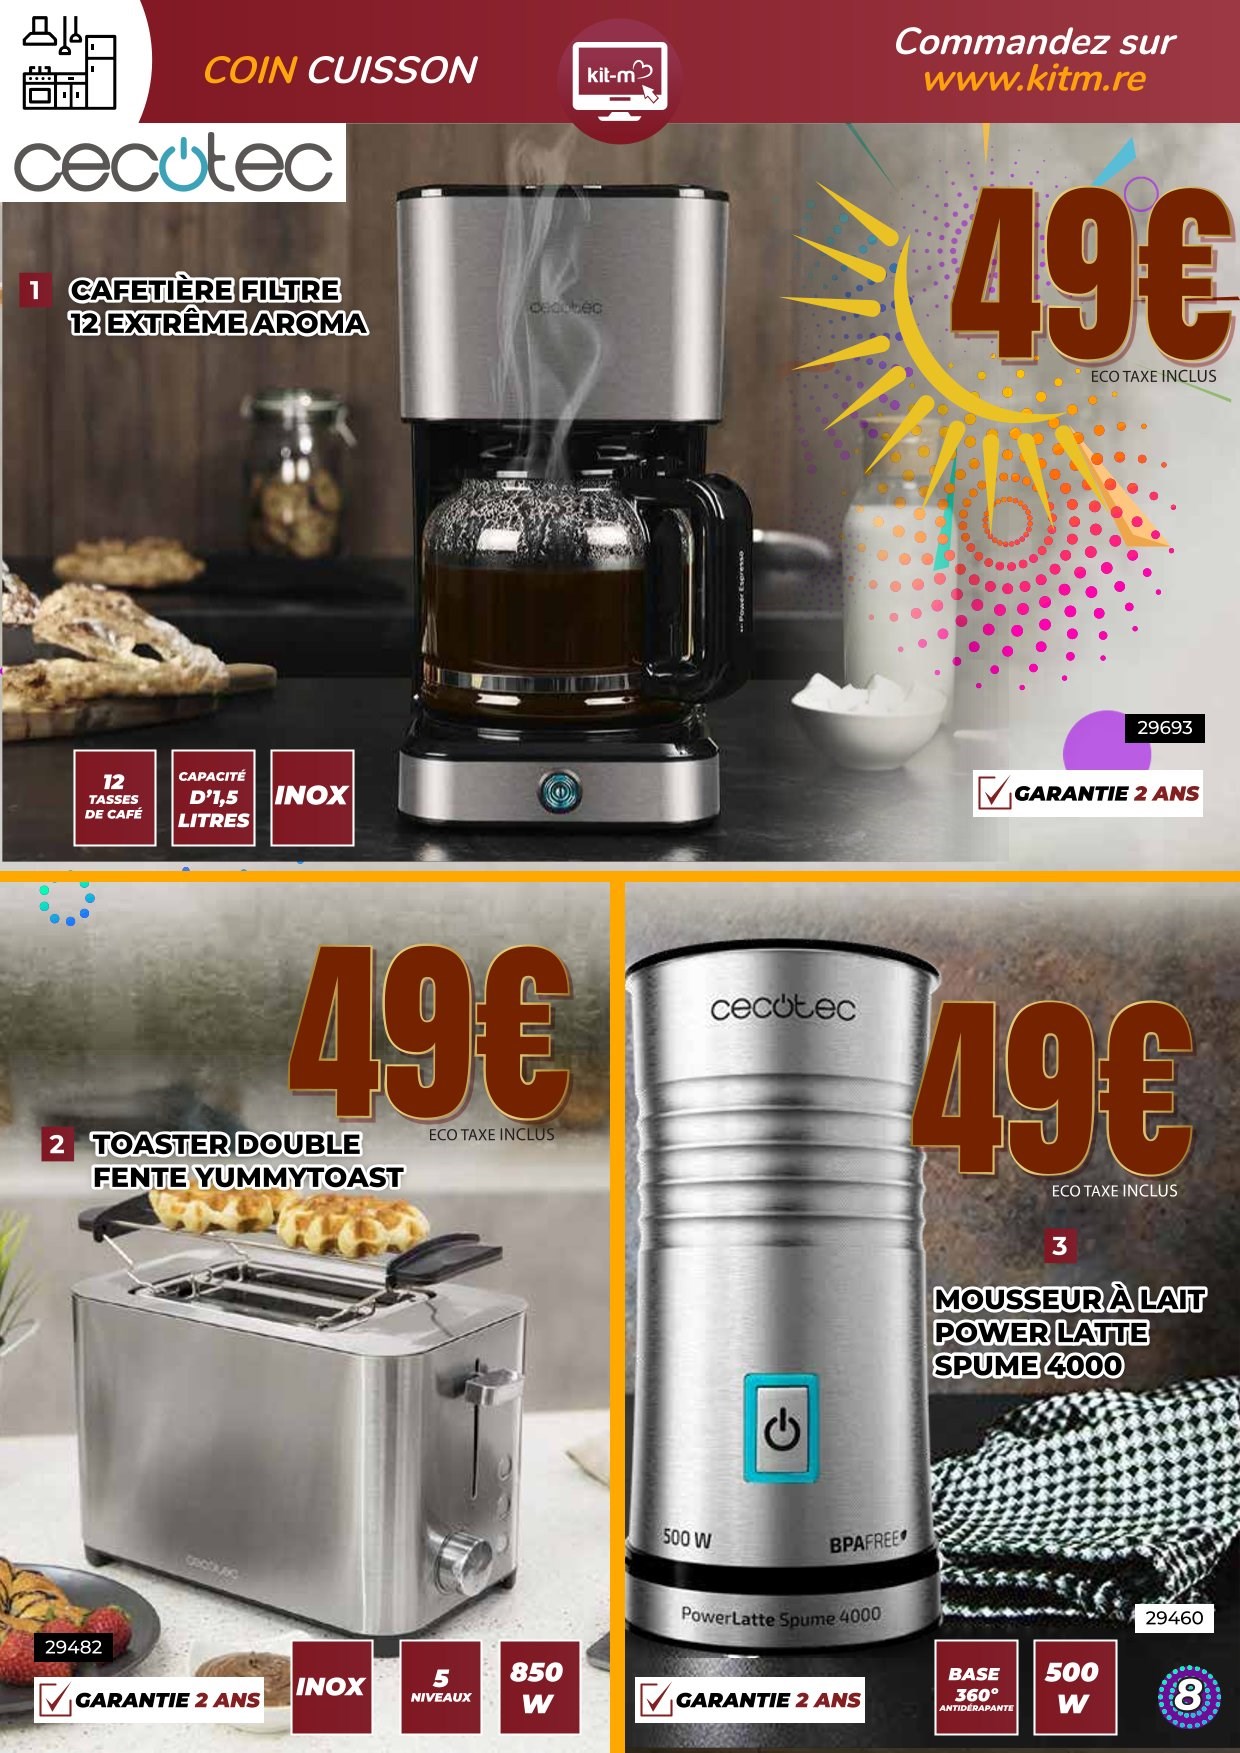 COIN CUISSON
kit-m
Commandez sur
www.kitm.re
cecotec
49€
ECO TAXE INCLUS
1 CAFETIÈRE FILTRE
12 EXTRÊME AROMA
cecotec
Power Espresso
29693
GARANTIE 2 ANS
12
TASSES
DE CAFÉ
CAPACITÉ
D'1,5
LITRES
INOX
49€
ECO TAXE INCLUS
2 TOASTER DOUBLE
FENTE YUMMYTOAST
cecotec
29482
GARANTIE 2 ANS
INOX
5
NIVEAUX
850
W
cecotec
49€
ECO TAXE INCLUS
3
MOUSSEUR À LAIT
POWER LATTE
SPUME 4000
500 W
BPAFREE
PowerLatte Spume 4000
29460
GARANTIE 2 ANS
BASE
360°
ANTIDÉRAPANTE
500
W
8